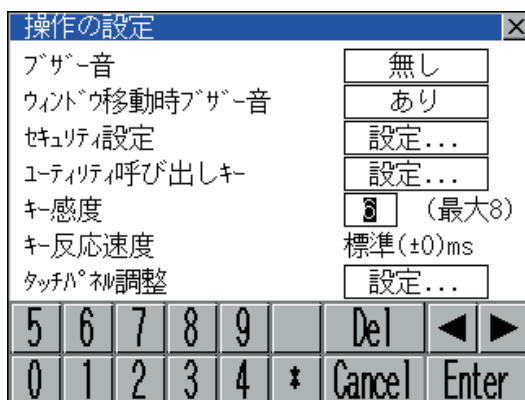 操作の設定 ×
ブザー音 無し
ウィンドウ移動時ブザー音 あり
セキュリティ設定 設定...
ユーティリティ呼び出しキー 設定...
キー感度 8 (最大8)
キー反応速度 標準(±0)ms
タッチパネル調整 設定...
5 6 7 8 9 Del ◀ ▶
0 1 2 3 4 * Cancel Enter